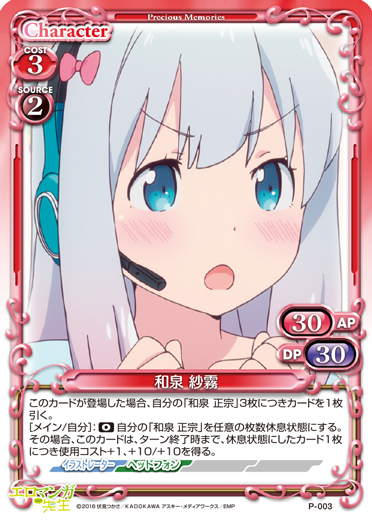 Precious Memories
Character
COST
3
SOURCE
2
30 AP
DP 30
和泉 紗霧
このカードが登場した場合、自分の「和泉 正宗」3枚につきカードを1枚
引く。
[メイン/自分]:自分の「和泉 正宗」を任意の枚数休息状態にする。
その場合、このカードは、ターン終了時まで、休息状態にしたカード1枚
につき使用コスト+1、+10/+10を得る。
イラストレーター ヘッドフォン
エロマンガ先生
©2016 伏見つかさ/KADOKAWA アスキー・メディアワークス/EMP
P-003